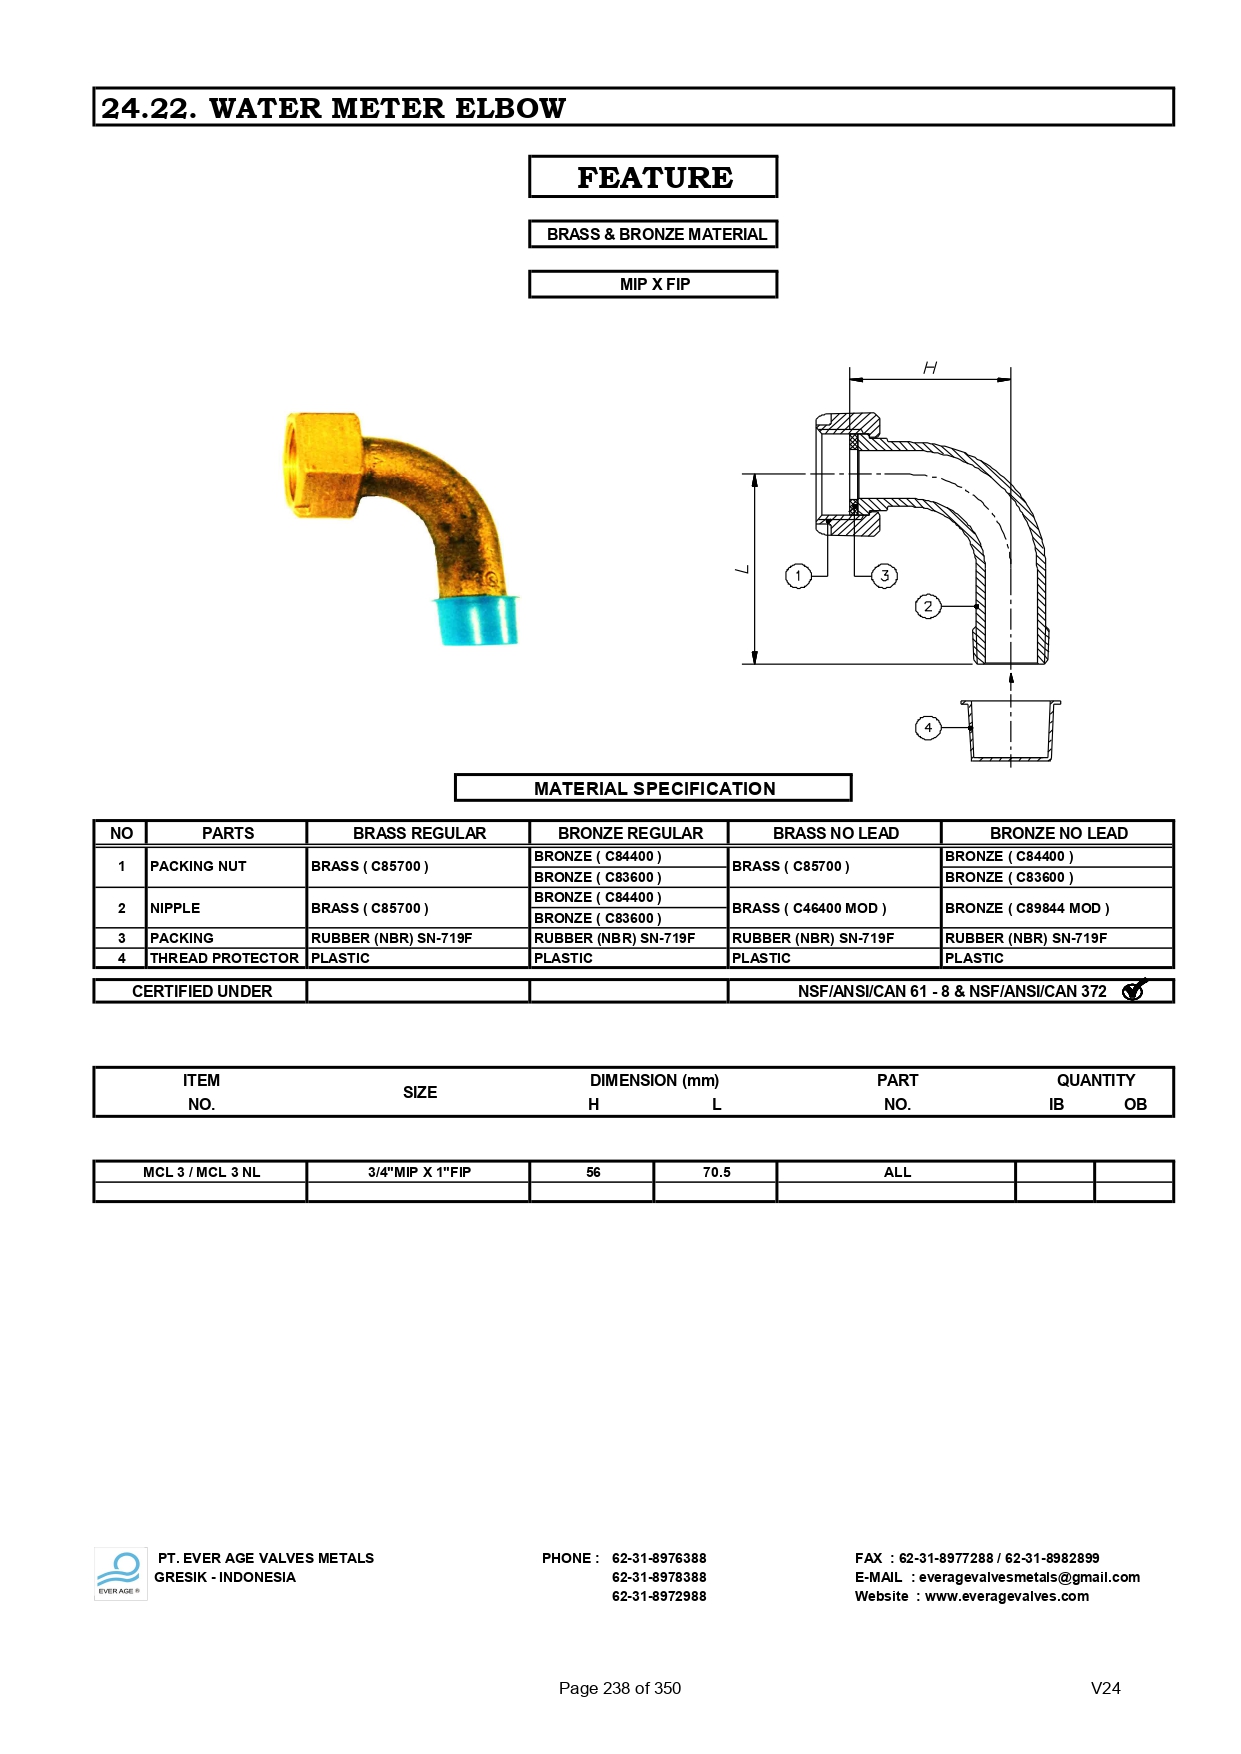 24.22. WATER METER ELBOW
FEATURE
BRASS & BRONZE MATERIAL
MIP X FIP
H
L
1
3
2
4
MATERIAL SPECIFICATION
NO PARTS BRASS REGULAR BRONZE REGULAR BRASS NO LEAD BRONZE NO LEAD
1 PACKING NUT BRASS ( C85700 ) BRONZE ( C84400 ) BRASS ( C85700 ) BRONZE ( C84400 )
BRONZE ( C83600 ) BRONZE ( C83600 )
2 NIPPLE BRASS ( C85700 ) BRONZE ( C84400 ) BRASS ( C46400 MOD ) BRONZE ( C89844 MOD )
BRONZE ( C83600 )
3 PACKING RUBBER (NBR) SN-719F RUBBER (NBR) SN-719F RUBBER (NBR) SN-719F RUBBER (NBR) SN-719F
4 THREAD PROTECTOR PLASTIC PLASTIC PLASTIC PLASTIC
CERTIFIED UNDER NSF/ANSI/CAN 61 - 8 & NSF/ANSI/CAN 372
ITEM SIZE DIMENSION (mm) PART QUANTITY
NO. H L NO. IB OB
MCL 3 / MCL 3 NL 3/4"MIP X 1"FIP 56 70.5 ALL
EVER AGE ®
PT. EVER AGE VALVES METALS PHONE : 62-31-8976388 FAX : 62-31-8977288 / 62-31-8982899
GRESIK - INDONESIA 62-31-8978388 E-MAIL : everagevalvesmetals@gmail.com
62-31-8972988 Website : www.everagevalves.com
Page 238 of 350 V24